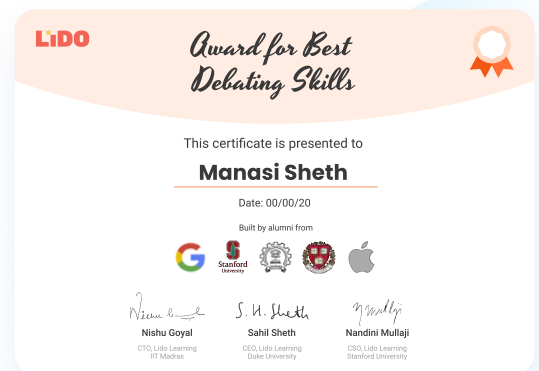 LiDO
Award for Best
Debating Skills
This certificate is presented to
Manasi Sheth
Date: 00/00/20
Built by alumni from
Stanford
University
S. H. Sheth
Nishu Goyal
Sahil Sheth
Nandini Mullaji
CTO, Lido Learning
CEO, Lido Learning
CSO, Lido Learning
IIT Madras
Duke University
Stanford University